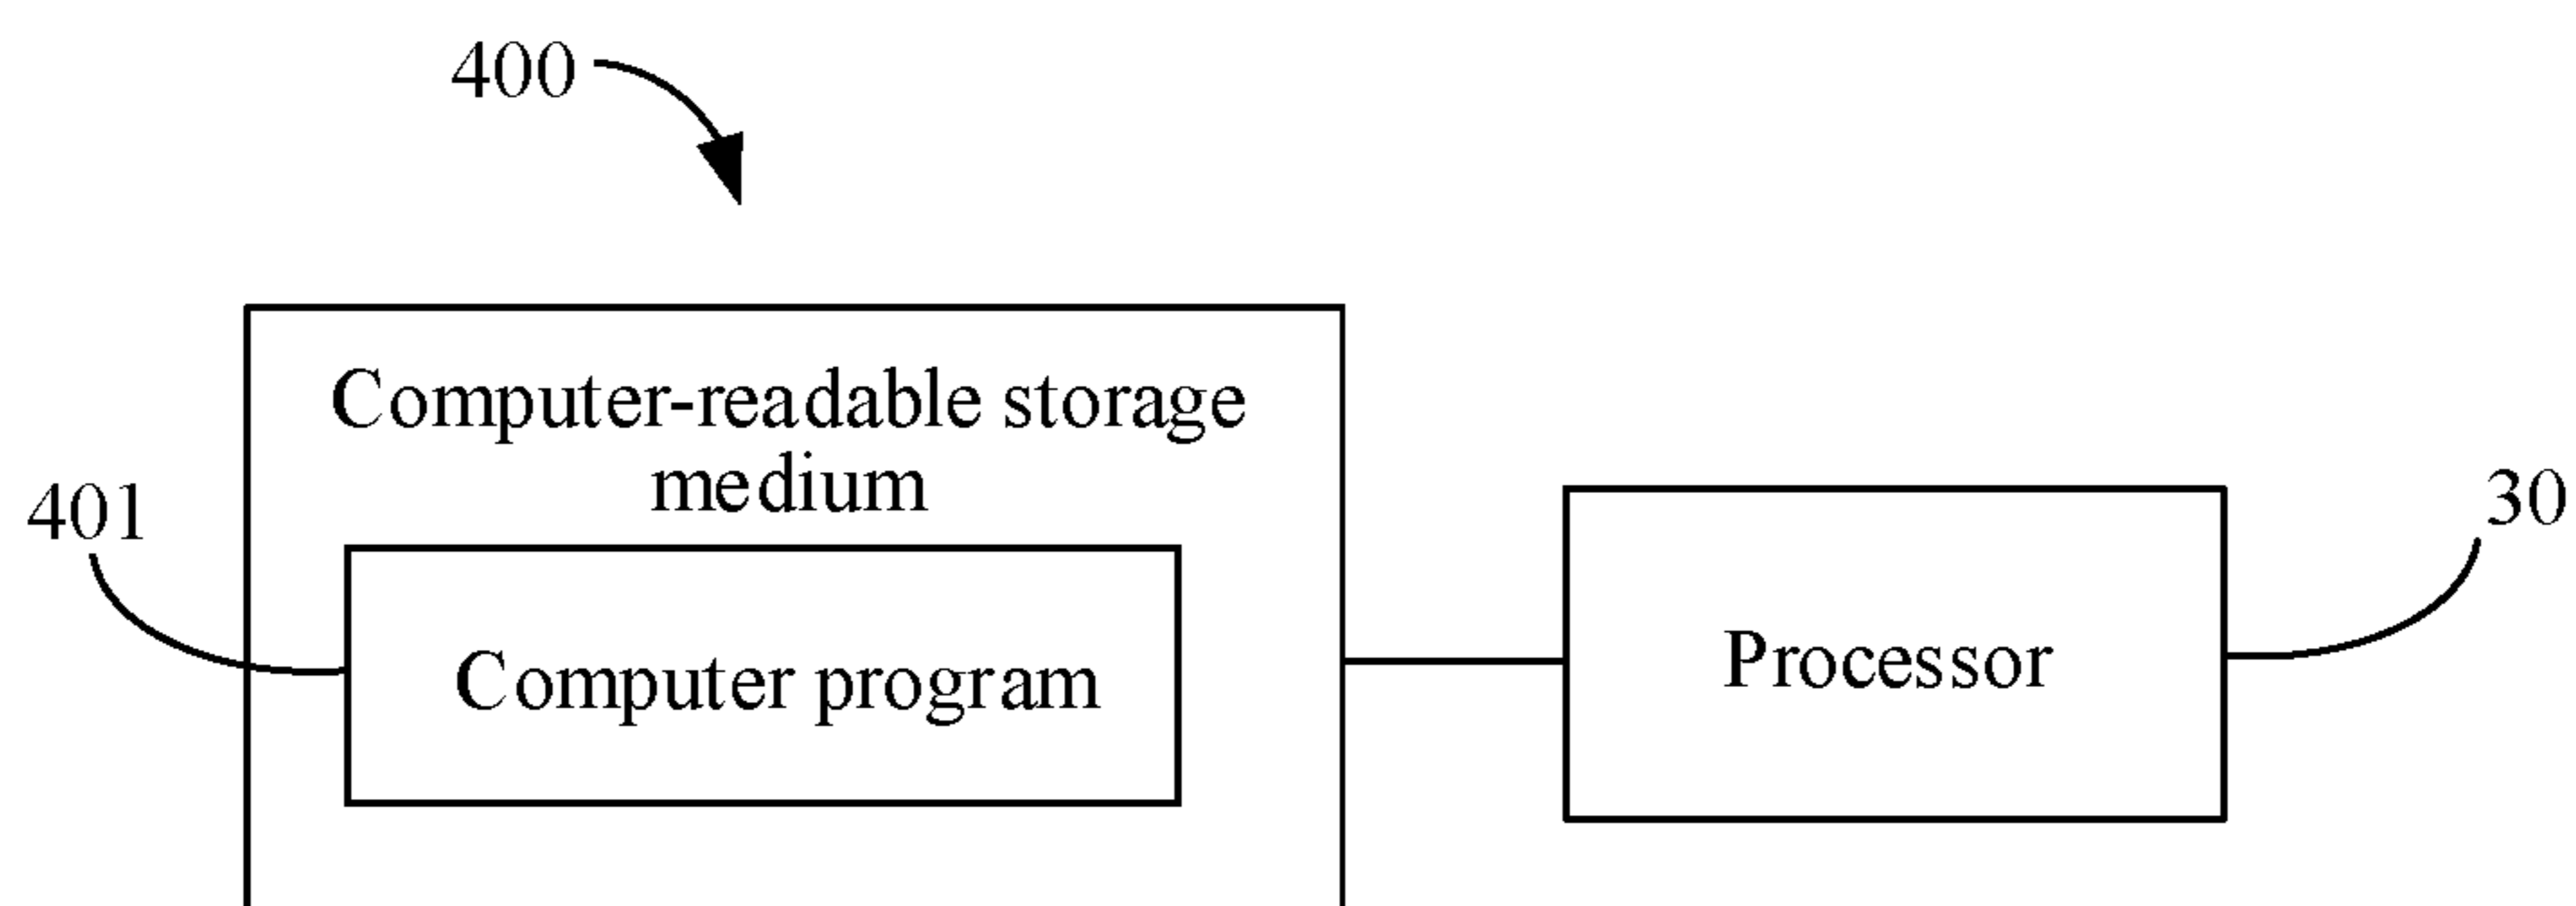 400
Computer-readable storage
medium
401
30
Computer program
Processor